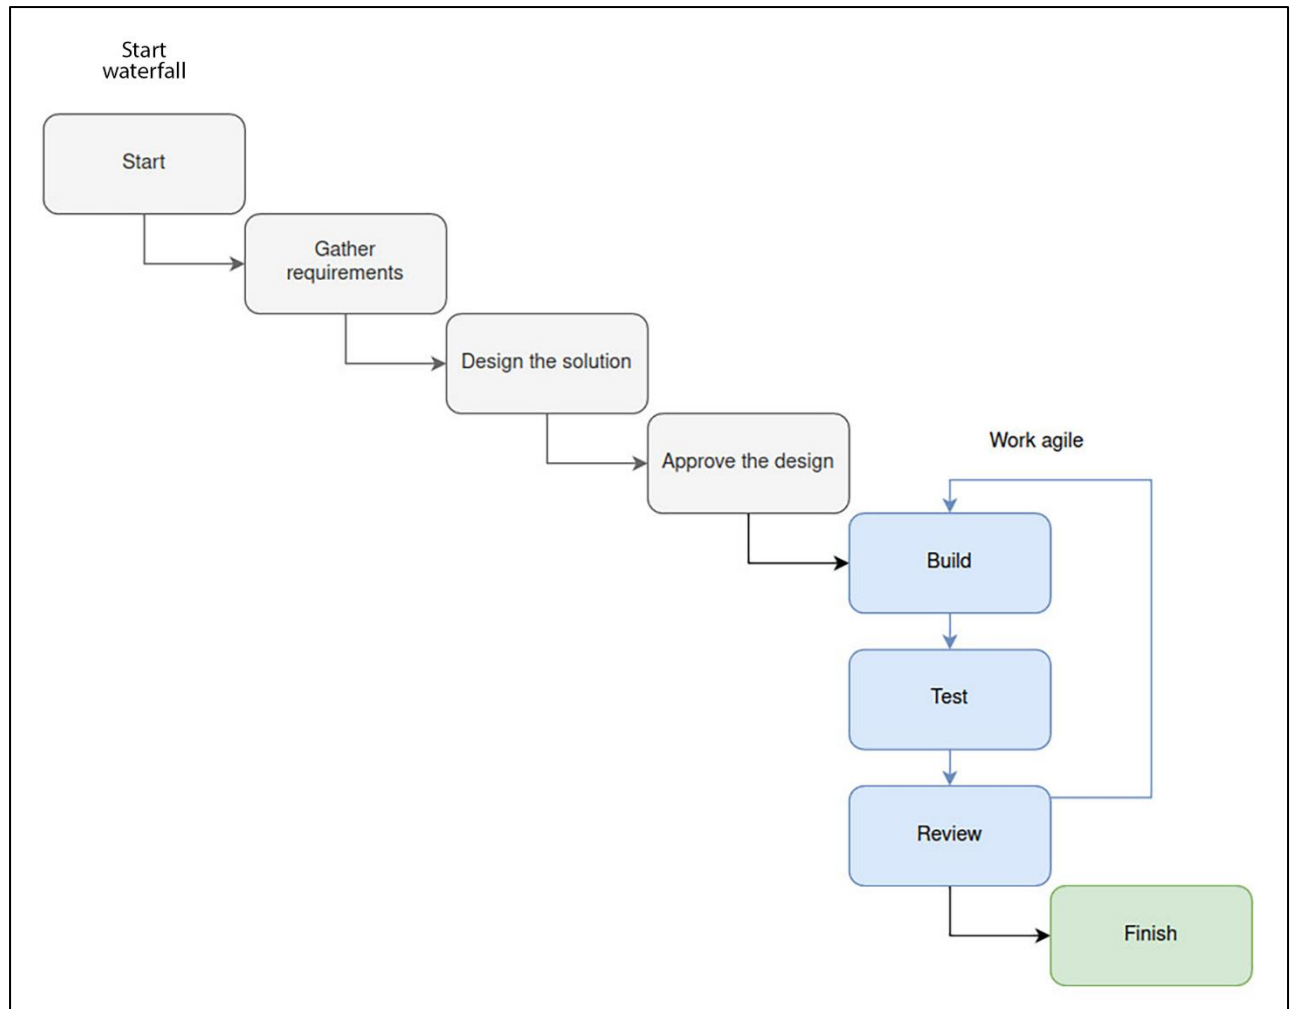 Start
waterfall
Start
Gather
requirements
Design the solution
Approve the design
Work agile
Build
Test
Review
Finish